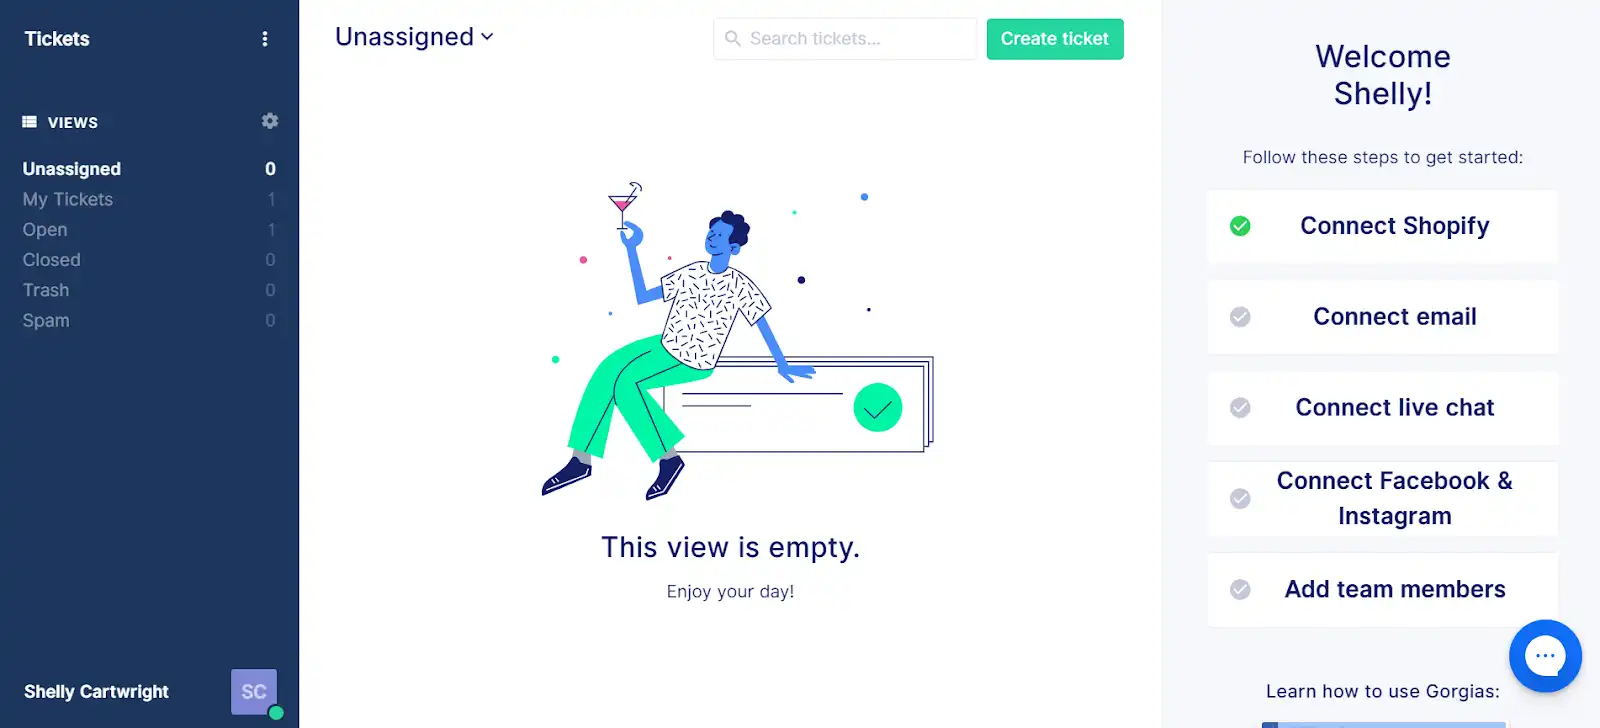 Tickets
VIEWS
Unassigned 0
My Tickets 1
Open 1
Closed 0
Trash 0
Spam 0
Shelly Cartwright SC
Unassigned
Search tickets...
Create ticket
This view is empty.
Enjoy your day!
Welcome
Shelly!
Follow these steps to get started:
Connect Shopify
Connect email
Connect live chat
Connect Facebook &
Instagram
Add team members
Learn how to use Gorgias: